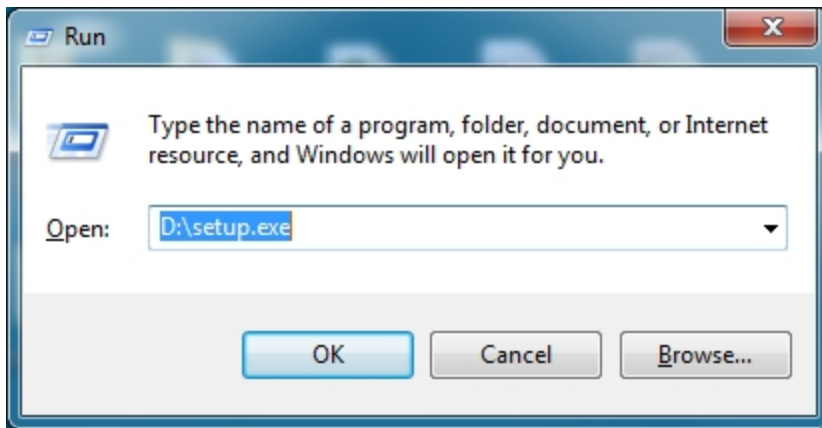 Run
Type the name of a program, folder, document, or Internet
resource, and Windows will open it for you.
Open: D:\setup.exe
OK Cancel Browse...